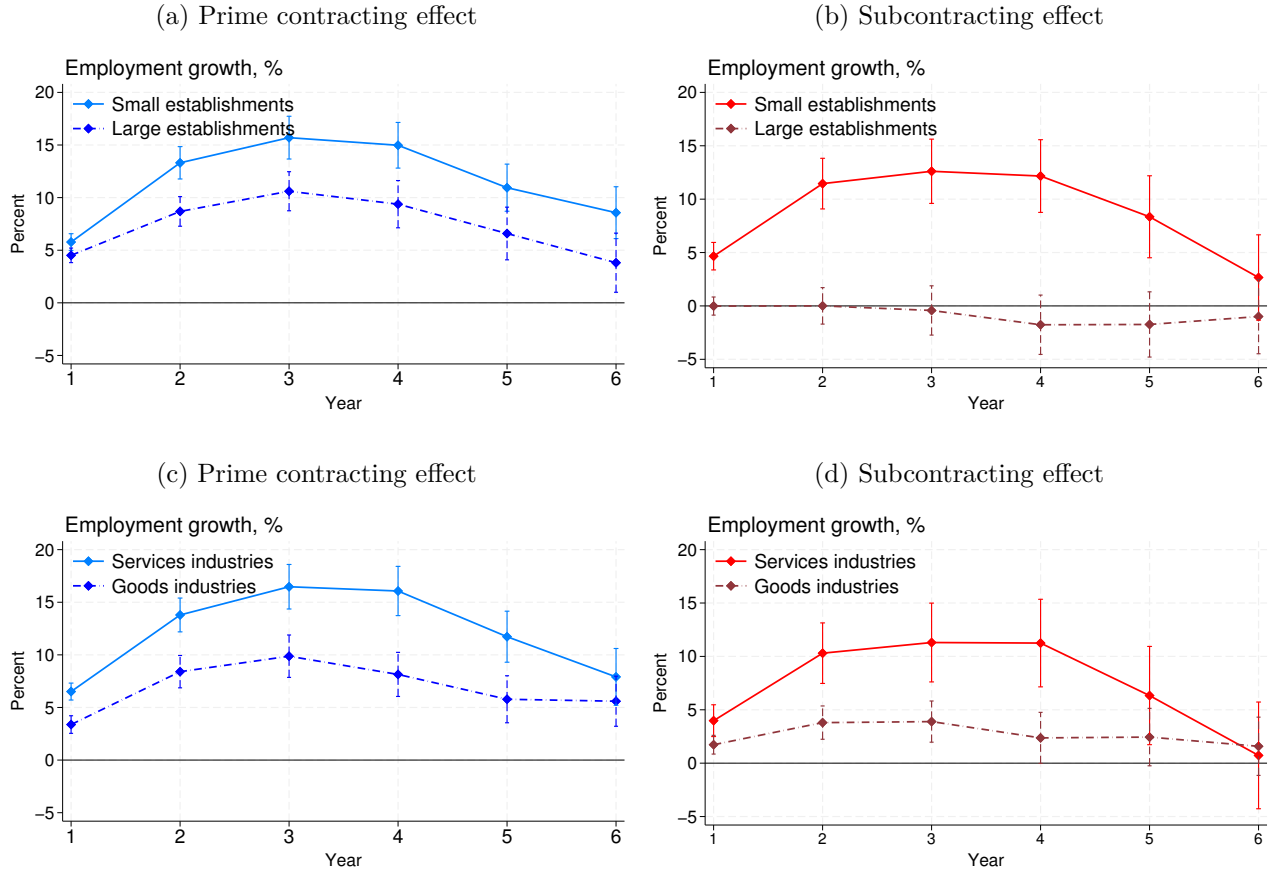 (a) Prime contracting effect
Employment growth, %
Small establishments
Large establishments
Percent
20
15
10
5
0
−5
1 2 3 4 5 6
Year
(b) Subcontracting effect
Employment growth, %
Small establishments
Large establishments
Percent
20
15
10
5
0
−5
1 2 3 4 5 6
Year
(c) Prime contracting effect
Employment growth, %
Services industries
Goods industries
Percent
20
15
10
5
0
−5
1 2 3 4 5 6
Year
(d) Subcontracting effect
Employment growth, %
Services industries
Goods industries
Percent
20
15
10
5
0
−5
1 2 3 4 5 6
Year